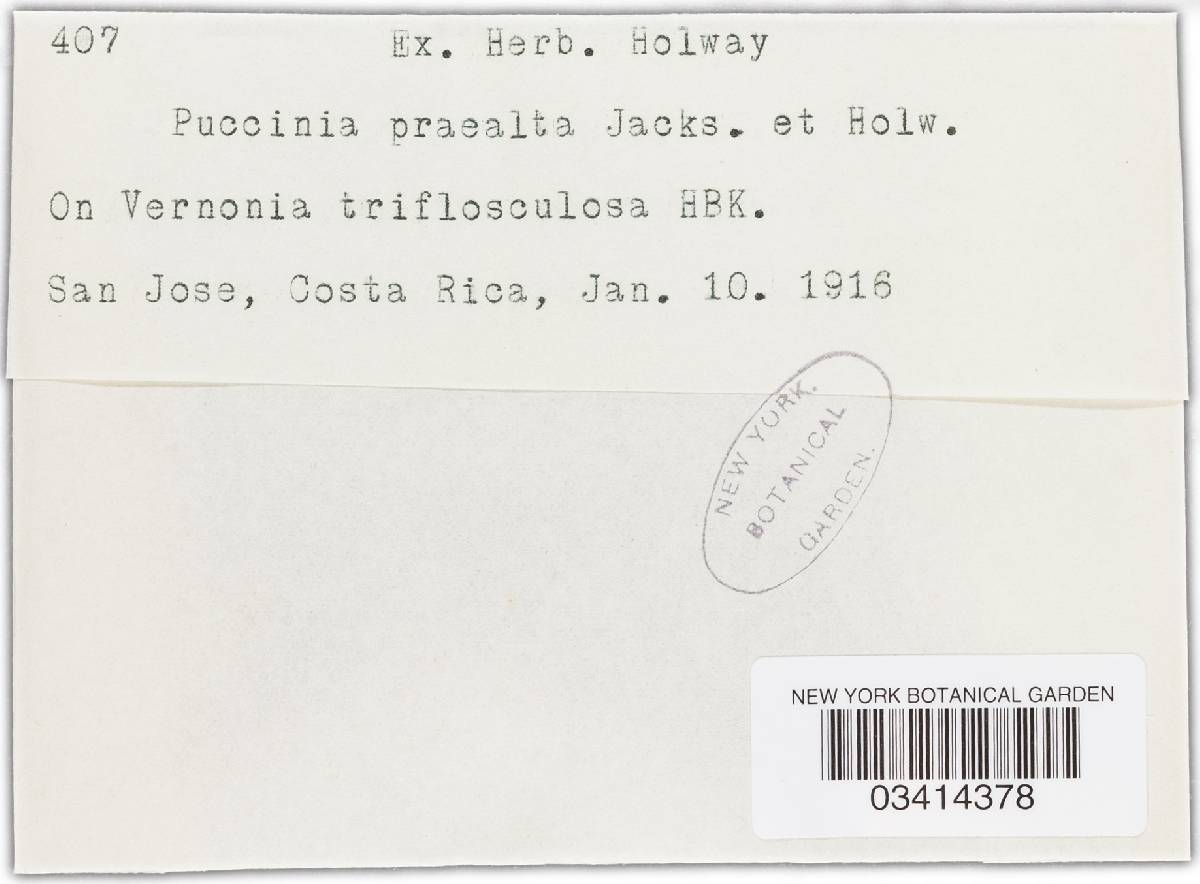 407 Ex. Herb. Holway
Puccinia praealta Jacks. et Holw.
On Vernonia triflosculosa HBK.
San Jose, Costa Rica, Jan. 10. 1916
NEW YORK.
BOTANICAL
GARDEN.
NEW YORK BOTANICAL GARDEN
03414378